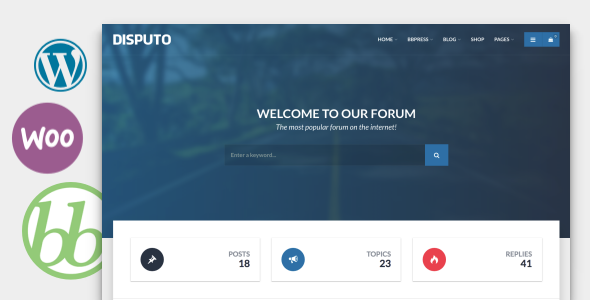 DISPUTO
HOME BBPRESS BLOG SHOP PAGES
W
WOO
bb
WELCOME TO OUR FORUM
The most popular forum on the internet!
Enter a keyword...
POSTS
18
TOPICS
23
REPLIES
41